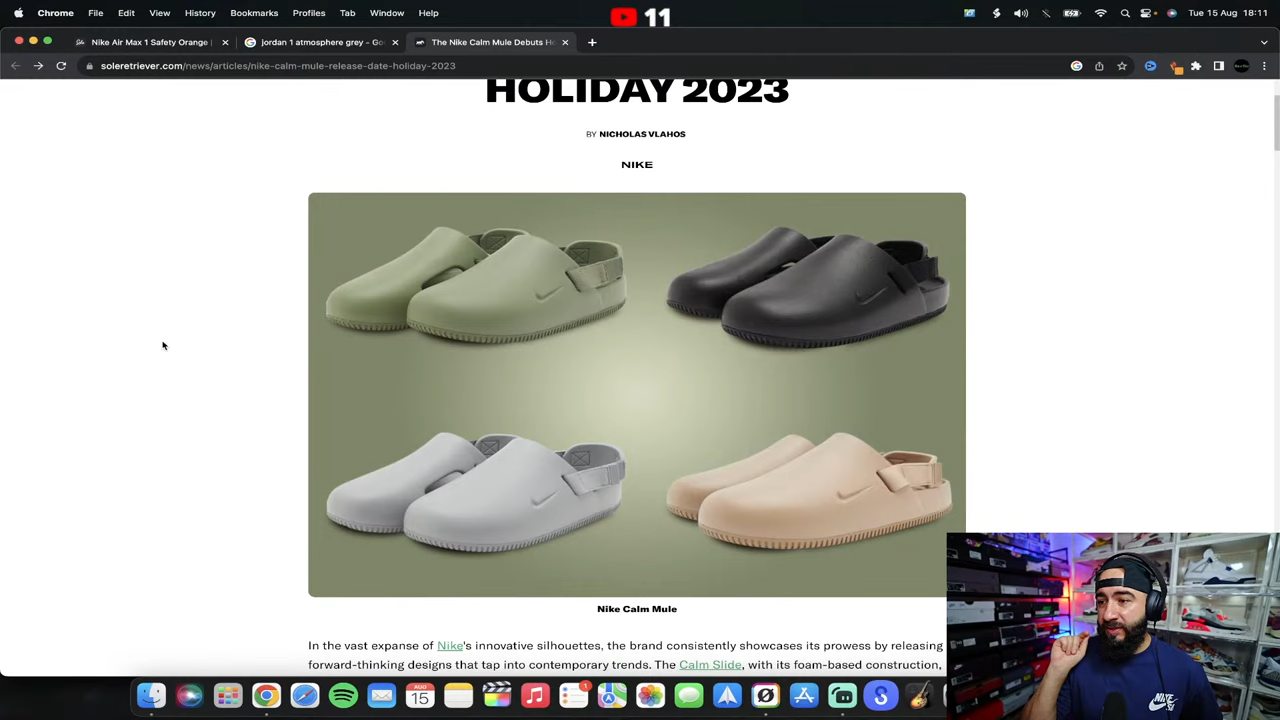 Chrome File Edit View History Bookmarks Profiles Tab Window Help
11
Tue 15 Aug 18:11
Nike Air Max 1 Safety Orange |
jordan 1 atmosphere grey - Go
The Nike Calm Mule Debuts Ho
soleretriever.com/news/articles/nike-calm-mule-release-date-holiday-2023
HOLIDAY 2023
BY NICHOLAS VLAHOS
NIKE
Nike Calm Mule
In the vast expanse of Nike's innovative silhouettes, the brand consistently showcases its prowess by releasing
forward-thinking designs that tap into contemporary trends. The Calm Slide, with its foam-based construction,
AUG
15
1
NIKE